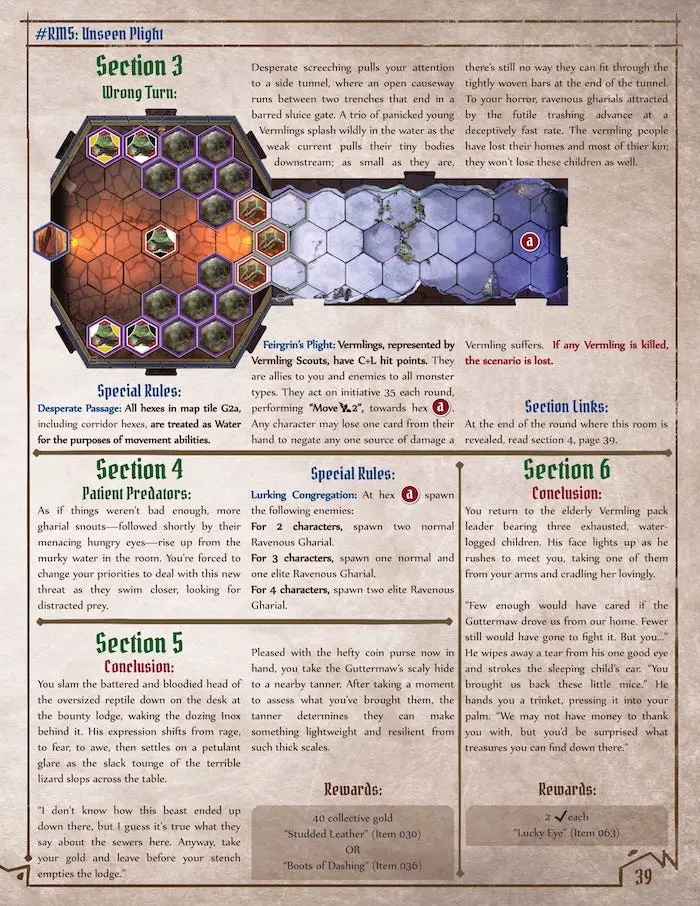 #RM5: Unseen Plight
Section 3
Wrong Turn:
Desperate screeching pulls your attention
to a side tunnel, where an open causeway
runs between two trenches that end in a
barred sluice gate. A trio of panicked young
Vermlings splash wildly in the water as the
weak current pulls their tiny bodies
downstream; as small as they are,
there's still no way they can fit through the
tightly woven bars at the end of the tunnel.
To your horror, ravenous gharials attracted
by the futile trashing advance at a
deceptively fast rate. The vermling people
have lost their homes and most of thier kin;
they won't lose these children as well.
a
Special Rules:
Desperate Passage: All hexes in map tile G2a,
including corridor hexes, are treated as Water
for the purposes of movement abilities.
Feirgrin's Plight: Vermlings, represented by
Vermling Scouts, have C+L hit points. They
are allies to you and enemies to all monster
types. They act on initiative 35 each round,
performing "Move 2", towards hex a.
Any character may lose one card from their
hand to negate any one source of damage a
Vermling suffers. If any Vermling is killed,
the scenario is lost.
Section Links:
At the end of the round where this room is
revealed, read section 4, page 39.
Section 4
Patient Predators:
As if things weren't bad enough, more
gharial snouts—followed shortly by their
menacing hungry eyes—rise up from the
murky water in the room. You're forced to
change your priorities to deal with this new
threat as they swim closer, looking for
distracted prey.
Special Rules:
Lurking Congregation: At hex a spawn
the following enemies:
For 2 characters, spawn two normal
Ravenous Gharial.
For 3 characters, spawn one normal and
one elite Ravenous Gharial.
For 4 characters, spawn two elite Ravenous
Gharial.
Section 5
Conclusion:
You slam the battered and bloodied head of
the oversized reptile down on the desk at
the bounty lodge, waking the dozing Inox
behind it. His expression shifts from rage,
to fear, to awe, then settles on a petulant
glare as the slack tounge of the terrible
lizard slops across the table.
"I don't know how this beast ended up
down there, but I guess it's true what they
say about the sewers here. Anyway, take
your gold and leave before your stench
empties the lodge."
Pleased with the hefty coin purse now in
hand, you take the Guttermaw's scaly hide
to a nearby tanner. After taking a moment
to assess what you've brought them, the
tanner determines they can make
something lightweight and resilient from
such thick scales.
Rewards:
40 collective gold
"Studded Leather" (Item 030)
OR
"Boots of Dashing" (Item 036)
Section 6
Conclusion:
You return to the elderly Vermling pack
leader bearing three exhausted, water-
logged children. His face lights up as he
rushes to meet you, taking one of them
from your arms and cradling her lovingly.
"Few enough would have cared if the
Guttermaw drove us from our home. Fewer
still would have gone to fight it. But you..."
He wipes away a tear from his one good eye
and strokes the sleeping child's ear. "You
brought us back these little mice." He
hands you a trinket, pressing it into your
palm. "We may not have money to thank
you with, but you'd be surprised what
treasures you can find down there."
Rewards:
2 ✓each
"Lucky Eye" (Item 063)
39